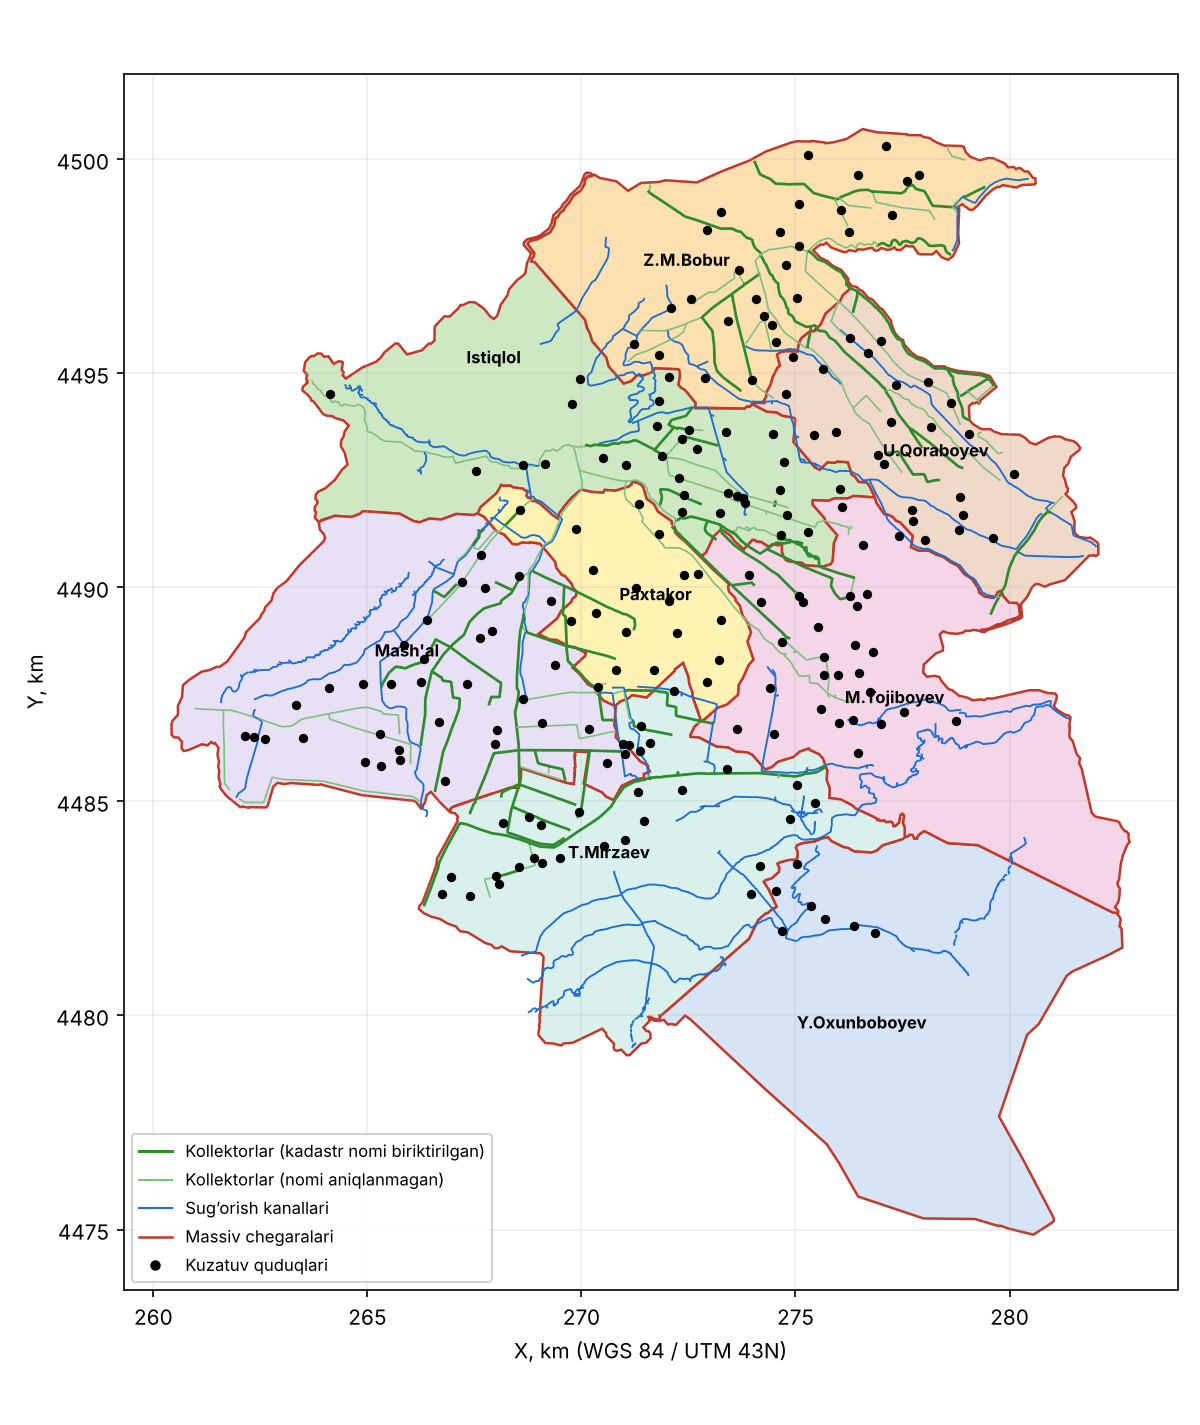 4500
4495
4490
4485
4480
4475
Y, km
Z.M.Bobur
Istiqlol
U.Qoraboyev
Paxtakor
Mash'al
M.Tojiboyev
T.Mirzaev
Y.Oxunboboyev
Kollektorlar (kadastr nomi biriktirilgan)
Kollektorlar (nomi aniqlanmagan)
Sug‘orish kanallari
Massiv chegaralari
Kuzatuv quduqlari
260 265 270 275 280
X, km (WGS 84 / UTM 43N)